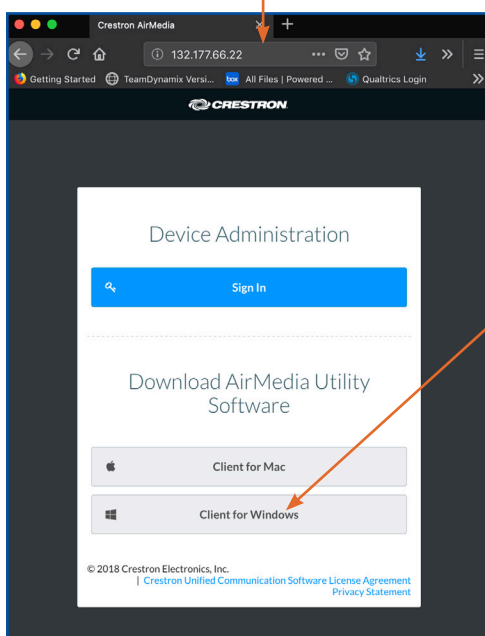 Crestron AirMedia
132.177.66.22
Getting Started TeamDynamix Versi... box All Files | Powered ... Qualtrics Login
CRESTRON
Device Administration
Sign In
Download AirMedia Utility
Software
Client for Mac
Client for Windows
© 2018 Crestron Electronics, Inc.
| Crestron Unified Communication Software License Agreement
Privacy Statement